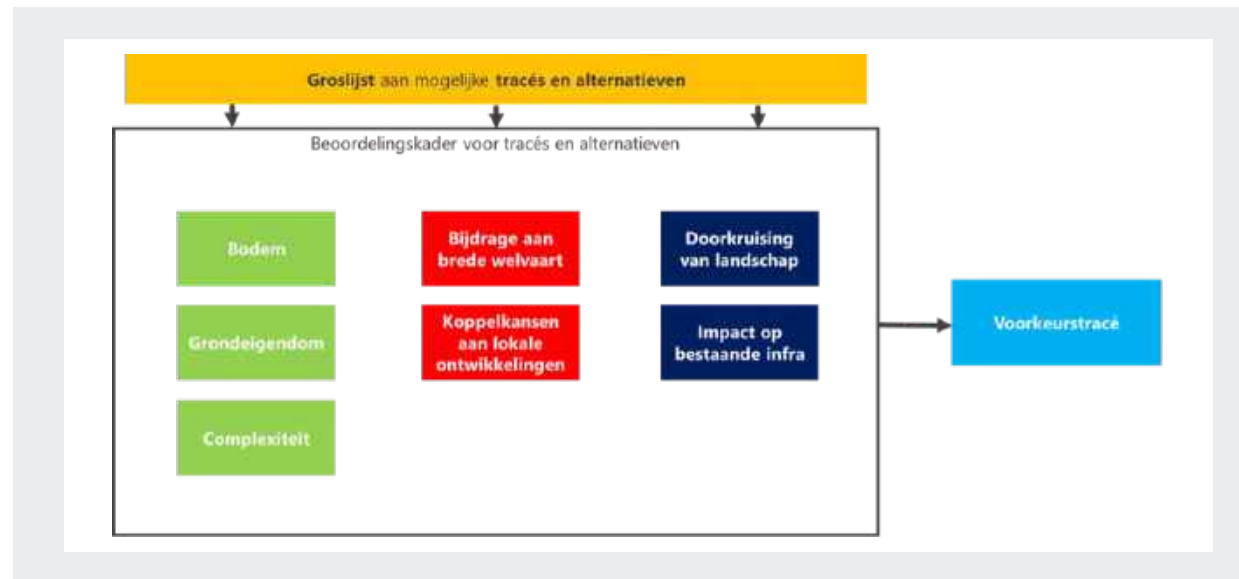 Groslijst aan mogelijke tracés en alternatieven
Beoordelingskader voor tracés en alternatieven
Bodem
Bijdrage aan
brede welvaart
Doorkruising
van landschap
Grondeigendom
Koppelkansen
aan lokale
ontwikkelingen
Impact op
bestaande infra
Complexiteit
Voorkeurstracé